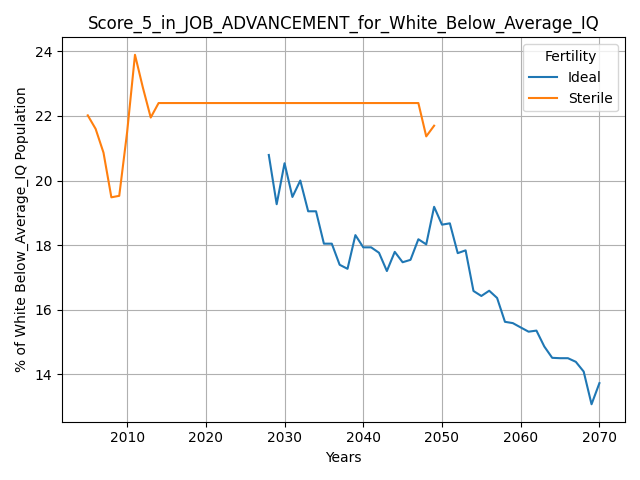 Score_5_in_JOB_ADVANCEMENT_for_White_Below_Average_IQ
Fertility
Ideal
Sterile
% of White Below_Average_IQ Population
24
22
20
18
16
14
2010
2020
2030
2040
2050
2060
2070
Years